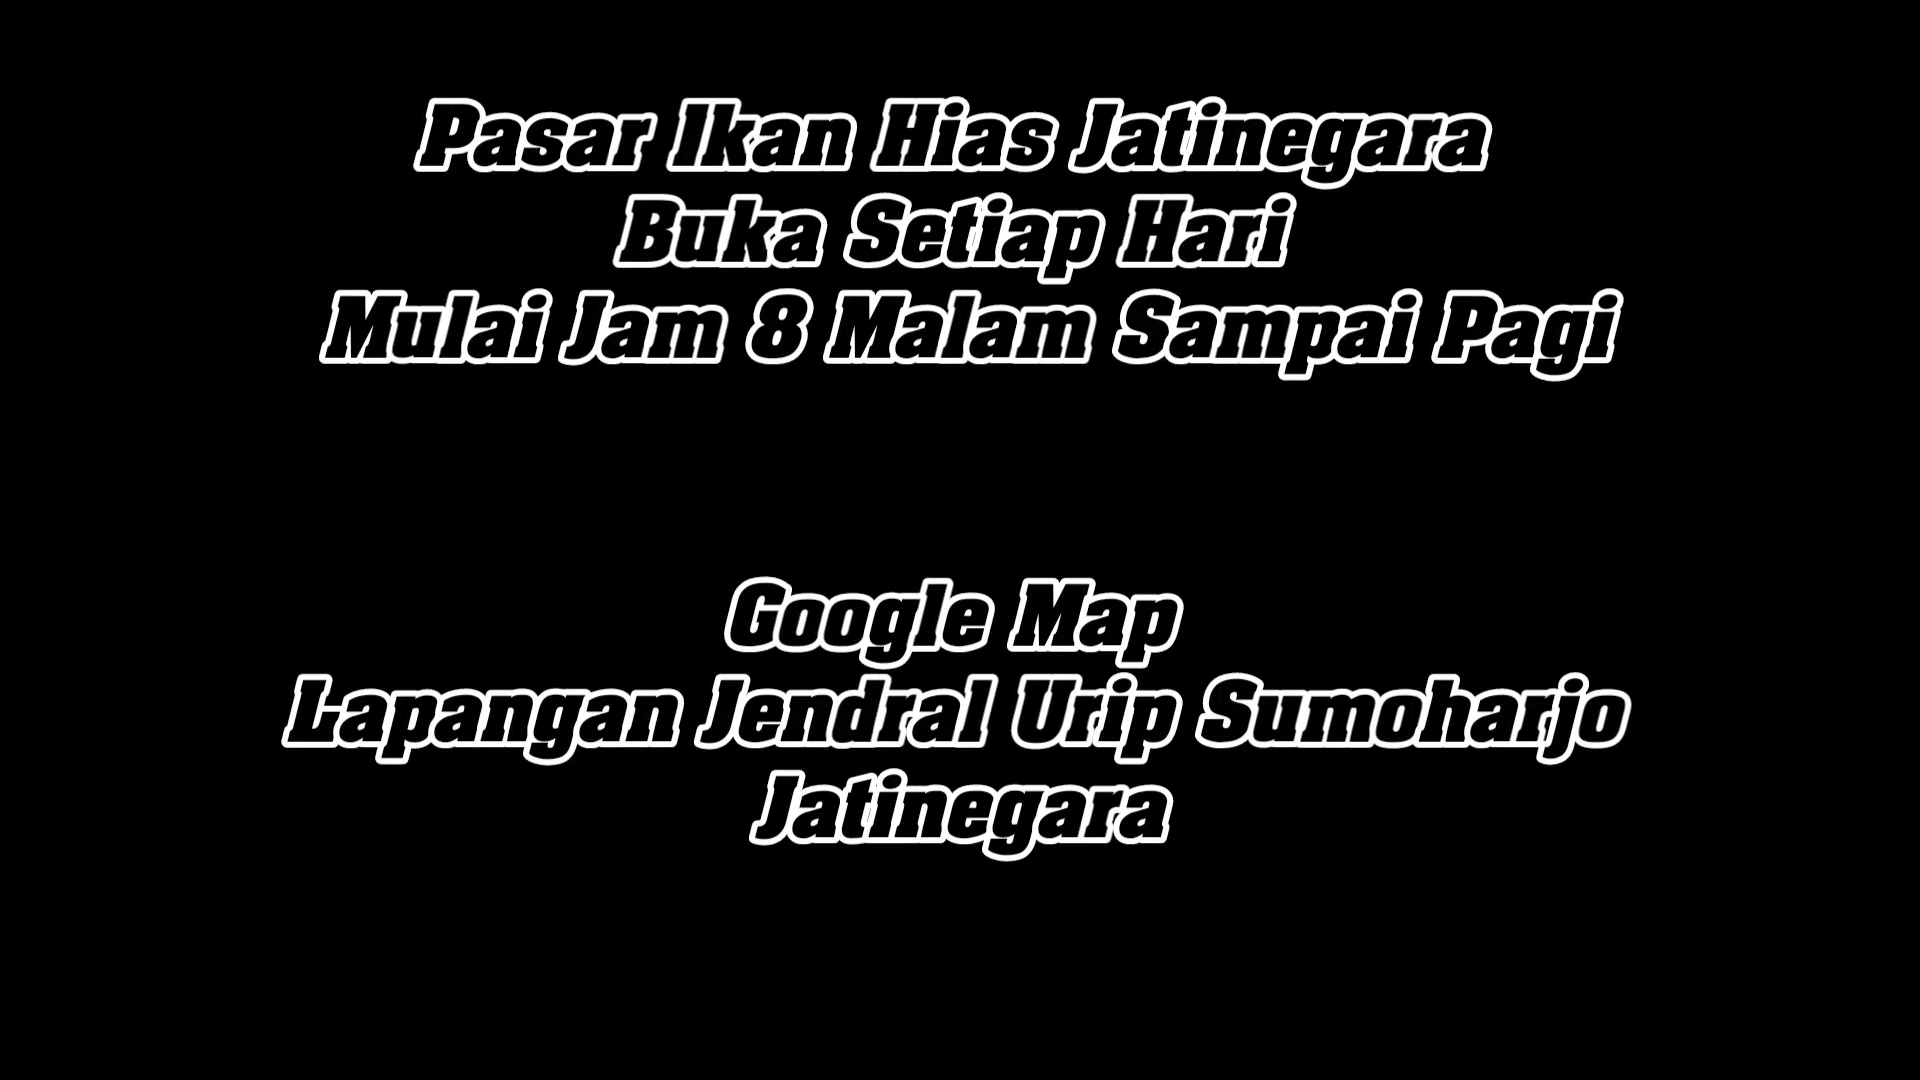 Pasar Ikan Hias Jatinegara
Buka Setiap Hari
Mulai Jam 8 Malam Sampai Pagi
Google Map
Lapangan Jendral Urip Sumoharjo
Jatinegara